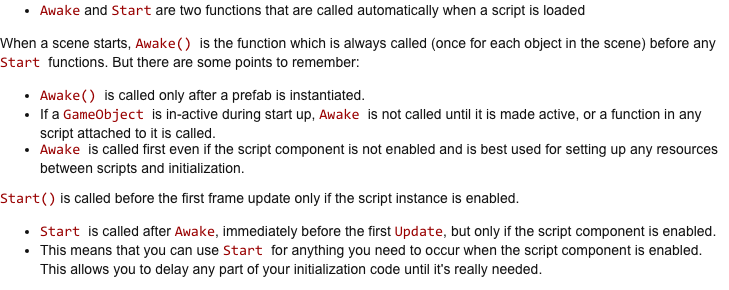 • Awake and Start are two functions that are called automatically when a script is loaded
When a scene starts, Awake() is the function which is always called (once for each object in the scene) before any
Start functions. But there are some points to remember:
• Awake() is called only after a prefab is instantiated.
• If a GameObject is in-active during start up, Awake is not called until it is made active, or a function in any
script attached to it is called.
• Awake is called first even if the script component is not enabled and is best used for setting up any resources
between scripts and initialization.
Start() is called before the first frame update only if the script instance is enabled.
• Start is called after Awake, immediately before the first Update, but only if the script component is enabled.
• This means that you can use Start for anything you need to occur when the script component is enabled.
This allows you to delay any part of your initialization code until it's really needed.